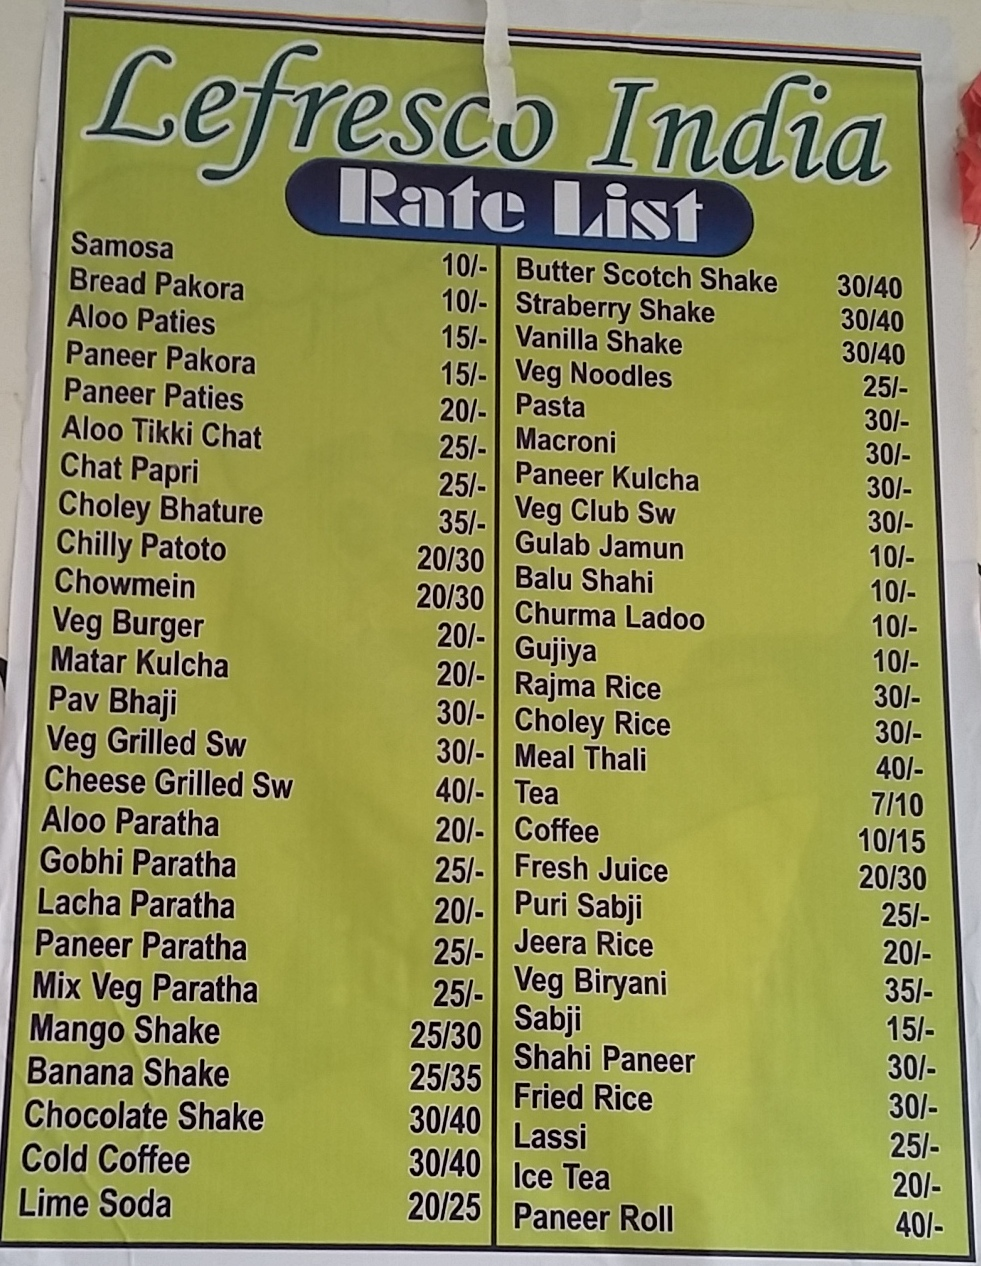 Lefresco India
Rate List
Samosa 10/-
Bread Pakora 10/-
Aloo Paties 15/-
Paneer Pakora 15/-
Paneer Paties 20/-
Aloo Tikki Chat 25/-
Chat Papri 25/-
Choley Bhature 35/-
Chilly Patoto 20/30
Chowmein 20/30
Veg Burger 20/-
Matar Kulcha 20/-
Pav Bhaji 30/-
Veg Grilled Sw 30/-
Cheese Grilled Sw 40/-
Aloo Paratha 20/-
Gobhi Paratha 25/-
Lacha Paratha 20/-
Paneer Paratha 25/-
Mix Veg Paratha 25/-
Mango Shake 25/30
Banana Shake 25/35
Chocolate Shake 30/40
Cold Coffee 30/40
Lime Soda 20/25
Butter Scotch Shake 30/40
Straberry Shake 30/40
Vanilla Shake 30/40
Veg Noodles 25/-
Pasta 30/-
Macroni 30/-
Paneer Kulcha 30/-
Veg Club Sw 30/-
Gulab Jamun 10/-
Balu Shahi 10/-
Churma Ladoo 10/-
Gujiya 10/-
Rajma Rice 30/-
Choley Rice 30/-
Meal Thali 40/-
Tea 7/10
Coffee 10/15
Fresh Juice 20/30
Puri Sabji 25/-
Jeera Rice 20/-
Veg Biryani 35/-
Sabji 15/-
Shahi Paneer 30/-
Fried Rice 30/-
Lassi 25/-
Ice Tea 20/-
Paneer Roll 40/-